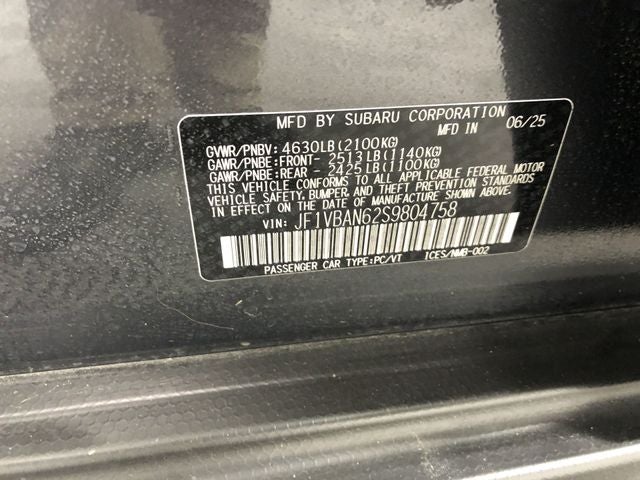 MFD BY SUBARU CORPORATION
MFD IN 06/25
GVWR/PNBV: 4630LB(2100KG)
GAWR/PNBE:FRONT- 2513LB(1140KG)
GAWR/PNBE:REAR - 2425LB(1100KG)
THIS VEHICLE CONFORMS TO ALL APPLICABLE FEDERAL MOTOR
VEHICLE SAFETY, BUMPER, AND THEFT PREVENTION STANDARDS
IN EFFECT ON THE DATE OF MANUFACTURE SHOWN ABOVE.
VIN: JF1VBAN62S9804758
PASSENGER CAR TYPE:PC/VT ICES/NMB-002